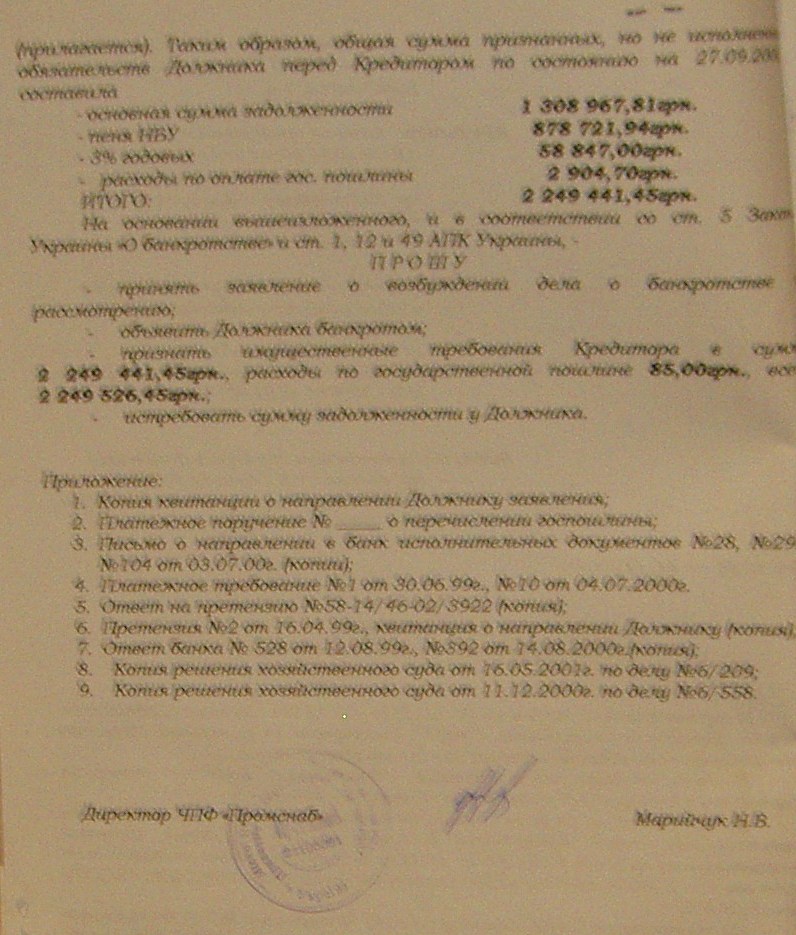 (прилагается). Таким образом, общая сумма признанных, но не исполнен
обязательств Должника перед Кредитором по состоянию на 27.09.20
составила
- основная сумма задолженности 1 308 967,81грн.
- пеня НБУ 878 721,94грн.
- 3% годовых 58 847,00грн.
- расходы по оплате гос. пошлины 2 904,70грн.
ИТОГО: 2 249 441,45грн.
На основании вышеизложенного, и в соответствии со ст. 5 Зако
Украины «О банкротстве» и ст. 1, 12 и 49 АПК Украины, -
П Р О Ш У
- принять заявление о возбуждении дела о банкротстве
рассмотрению;
- объявить Должника банкротом;
- признать имущественные требования Кредитора в сумм
2 249 441,45грн., расходы по государственной пошлине 85,00грн., все
2 249 526,45грн.;
- истребовать сумму задолженности у Должника.
Приложение:
1. Копия квитанции о направлении Должнику заявления;
2. Платежное поручение № ____ о перечислении госпошлины;
3. Письмо о направлении в банк исполнительных документов №28, №29
№104 от 03.07.00г. (копии);
4. Платежное требование №1 от 30.06.99г., №10 от 04.07.2000г.
5. Ответ на претензию №58-14/46-02/3922 (копия);
6. Претензия №2 от 16.04.99г., квитанция о направлении Должнику (копия),
7. Ответ банка № 528 от 12.08.99г., №392 от 14.08.2000г.(копия);
8. Копия решения хозяйственного суда от 16.05.2001г. по делу №6/209;
9. Копия решения хозяйственного суда от 11.12.2000г. по делу №6/558.
Директор ЧПФ «Промснаб» Марийчук Н.В.